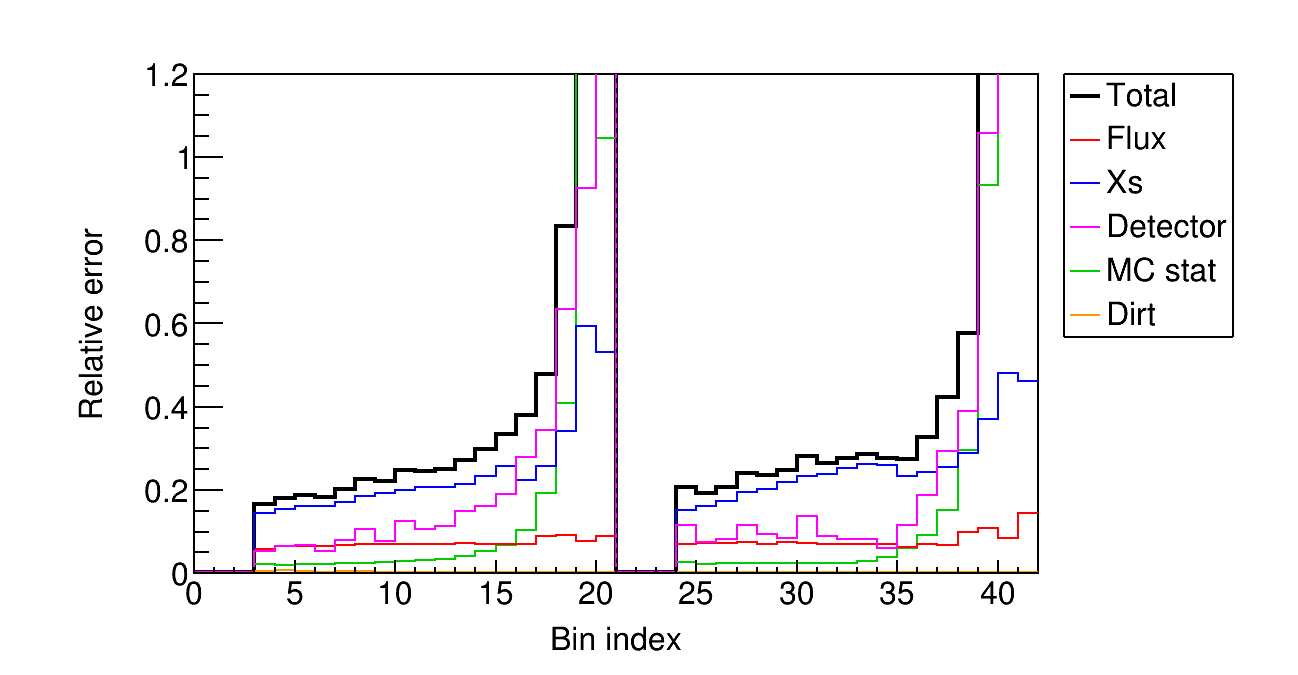 1.2
1
0.8
0.6
0.4
0.2
0
Relative error
0 5 10 15 20 25 30 35 40
Bin index
Total
Flux
Xs
Detector
MC stat
Dirt